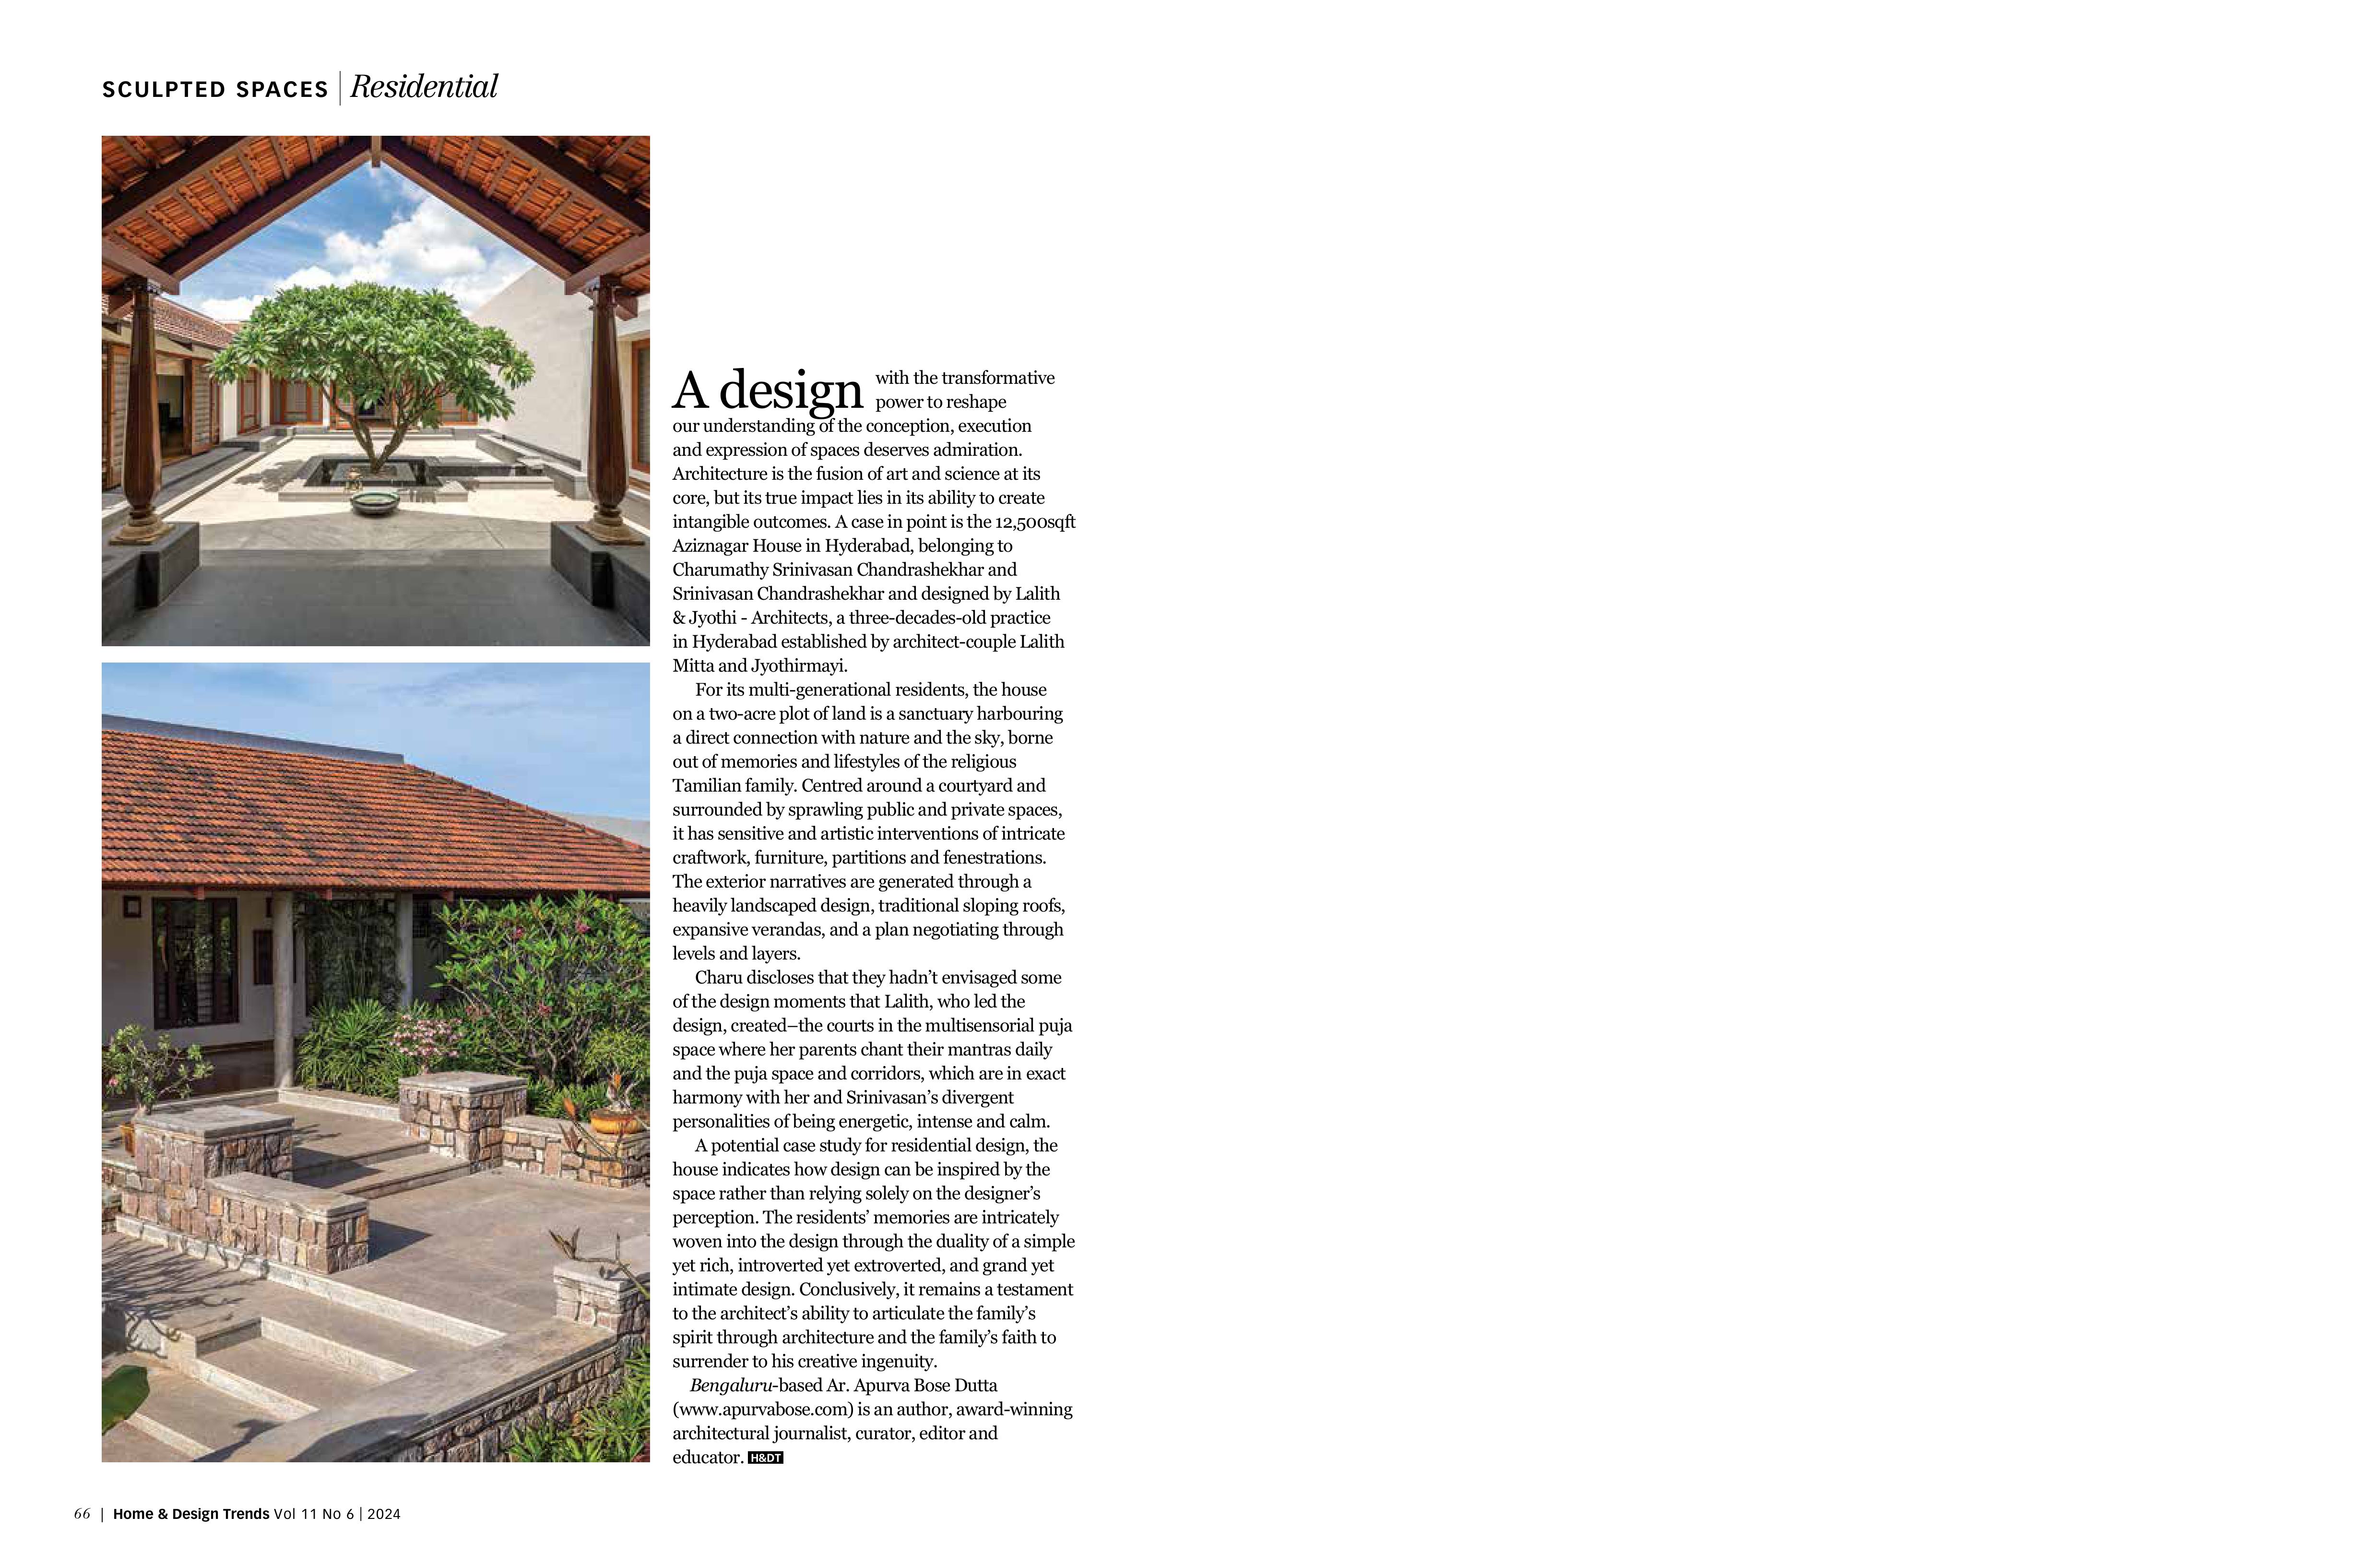 SCULPTED SPACES | Residential
A design with the transformative
power to reshape
our understanding of the conception, execution
and expression of spaces deserves admiration.
Architecture is the fusion of art and science at its
core, but its true impact lies in its ability to create
intangible outcomes. A case in point is the 12,500sqft
Aziznagar House in Hyderabad, belonging to
Charumathy Srinivasan Chandrashekhar and
Srinivasan Chandrashekhar and designed by Lalith
& Jyothi - Architects, a three-decades-old practice
in Hyderabad established by architect-couple Lalith
Mitta and Jyothirmayi.
For its multi-generational residents, the house
on a two-acre plot of land is a sanctuary harbouring
a direct connection with nature and the sky, borne
out of memories and lifestyles of the religious
Tamilian family. Centred around a courtyard and
surrounded by sprawling public and private spaces,
it has sensitive and artistic interventions of intricate
craftwork, furniture, partitions and fenestrations.
The exterior narratives are generated through a
heavily landscaped design, traditional sloping roofs,
expansive verandas, and a plan negotiating through
levels and layers.
Charu discloses that they hadn’t envisaged some
of the design moments that Lalith, who led the
design, created–the courts in the multisensorial puja
space where her parents chant their mantras daily
and the puja space and corridors, which are in exact
harmony with her and Srinivasan’s divergent
personalities of being energetic, intense and calm.
A potential case study for residential design, the
house indicates how design can be inspired by the
space rather than relying solely on the designer’s
perception. The residents’ memories are intricately
woven into the design through the duality of a simple
yet rich, introverted yet extroverted, and grand yet
intimate design. Conclusively, it remains a testament
to the architect’s ability to articulate the family’s
spirit through architecture and the family’s faith to
surrender to his creative ingenuity.
Bengaluru-based Ar. Apurva Bose Dutta
(www.apurvabose.com) is an author, award-winning
architectural journalist, curator, editor and
educator. H&DT
66 | Home & Design Trends Vol 11 No 6 | 2024